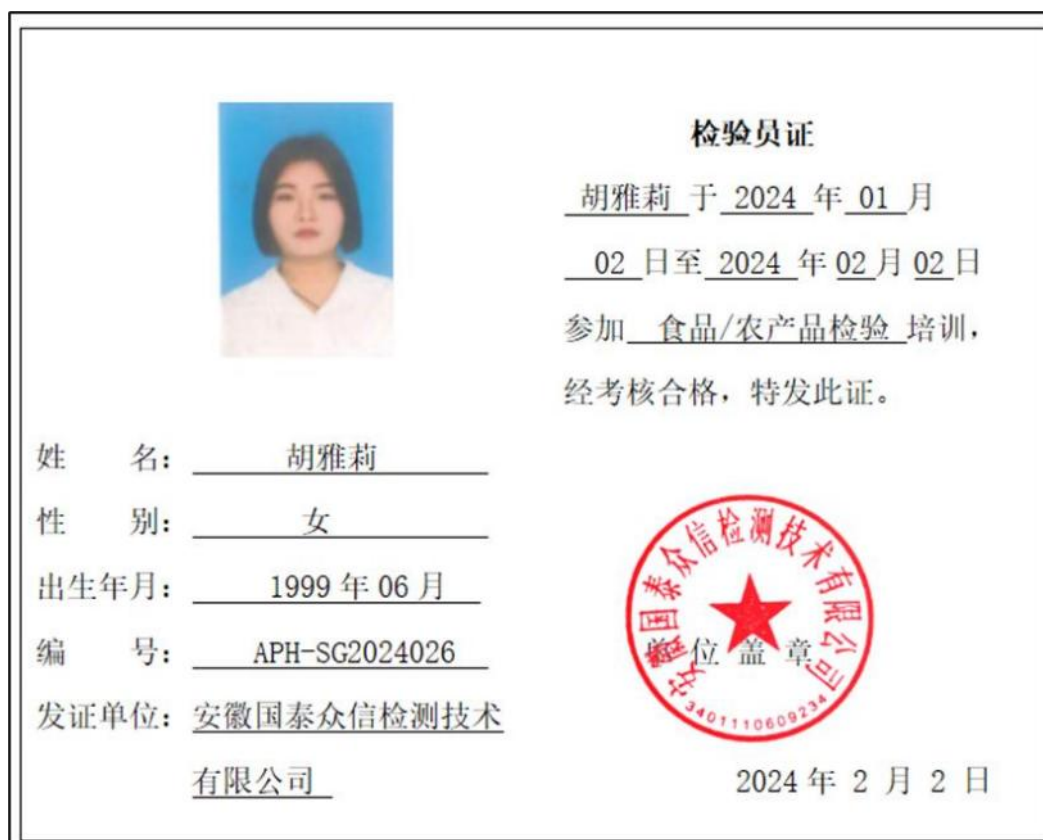 检验员证
胡雅莉 于 2024 年 01 月
02 日至 2024 年 02 月 02 日
参加 食品/农产品检验 培训，
经考核合格，特发此证。
姓 名： 胡雅莉
性 别： 女
出生年月： 1999 年 06 月
编 号： APH-SG2024026
发证单位：安徽国泰众信检测技术
有限公司
安徽国泰众信检测技术有限公司
单 位 盖 章
3401110609234
2024 年 2 月 2 日